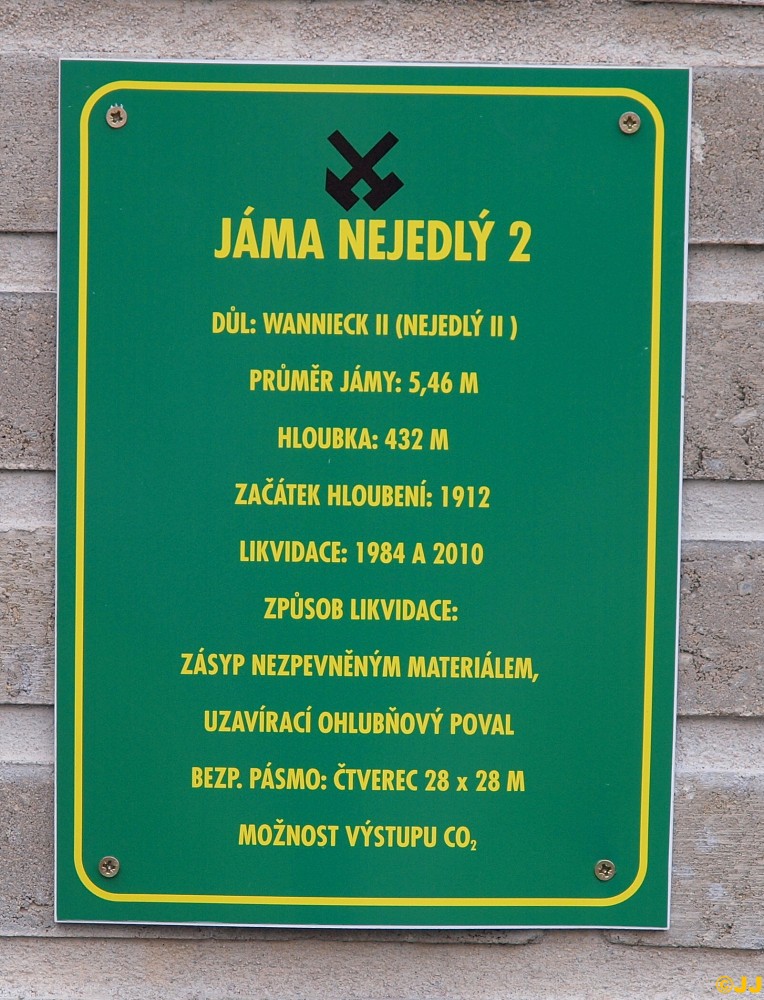 JÁMA NEJEDLÝ 2
DŮL: WANNIECK II (NEJEDLÝ II )
PRŮMĚR JÁMY: 5,46 M
HLOUBKA: 432 M
ZAČÁTEK HLOUBENÍ: 1912
LIKVIDACE: 1984 A 2010
ZPŮSOB LIKVIDACE:
ZÁSYP NEZPEVNĚNÝM MATERIÁLEM,
UZAVÍRACÍ OHLUBŇOVÝ POVAL
BEZP. PÁSMO: ČTVEREC 28 x 28 M
MOŽNOST VÝSTUPU CO₂
©JJ